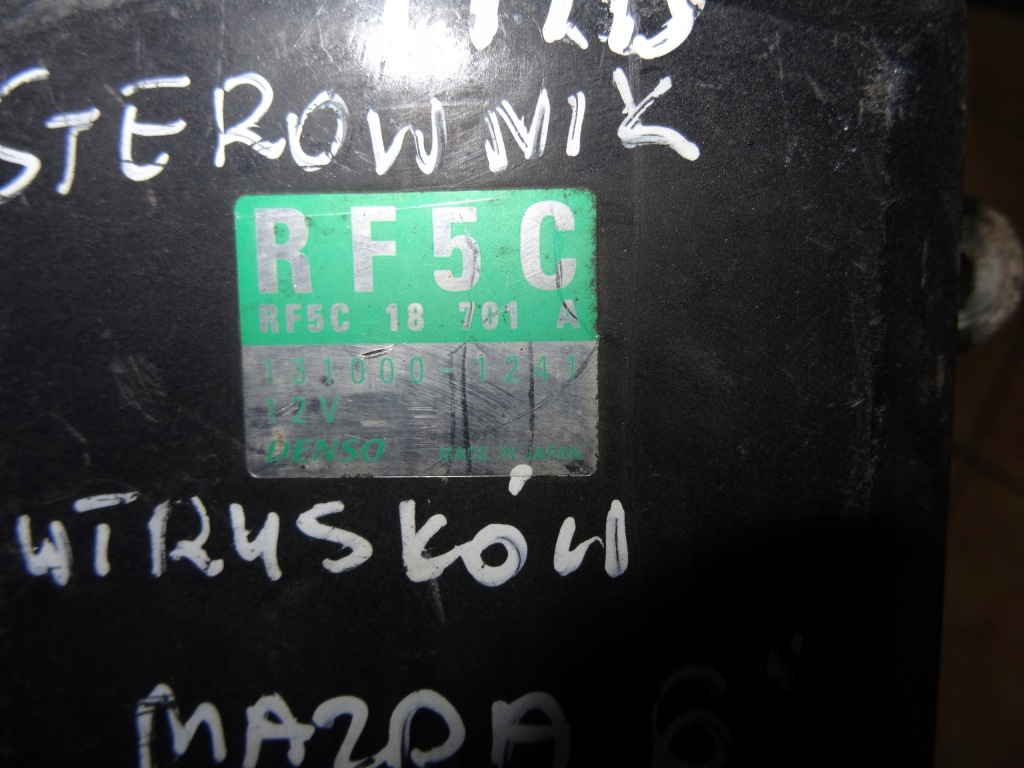 STEROWNIK
RF5C
RF5C 18 701 A
131000-1241
12V
DENSO MADE IN JAPAN
WTRYSKÓW
MAZDA 6